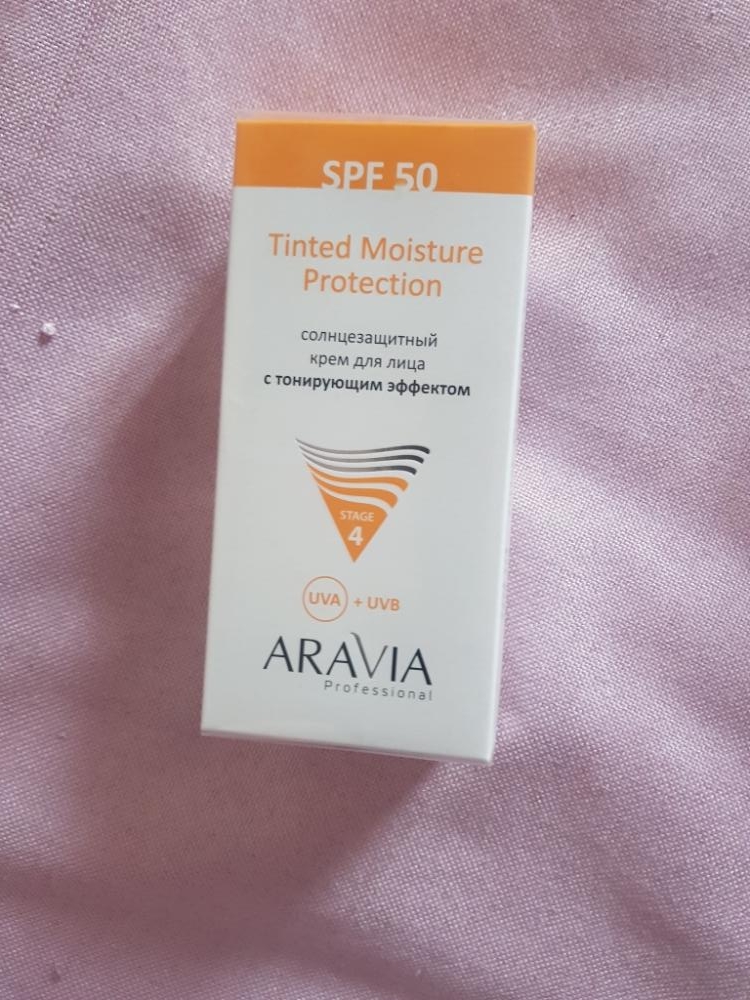 SPF 50
Tinted Moisture
Protection
солнцезащитный
крем для лица
с тонирующим эффектом
STAGE
4
UVA + UVB
ARAVIA
Professional